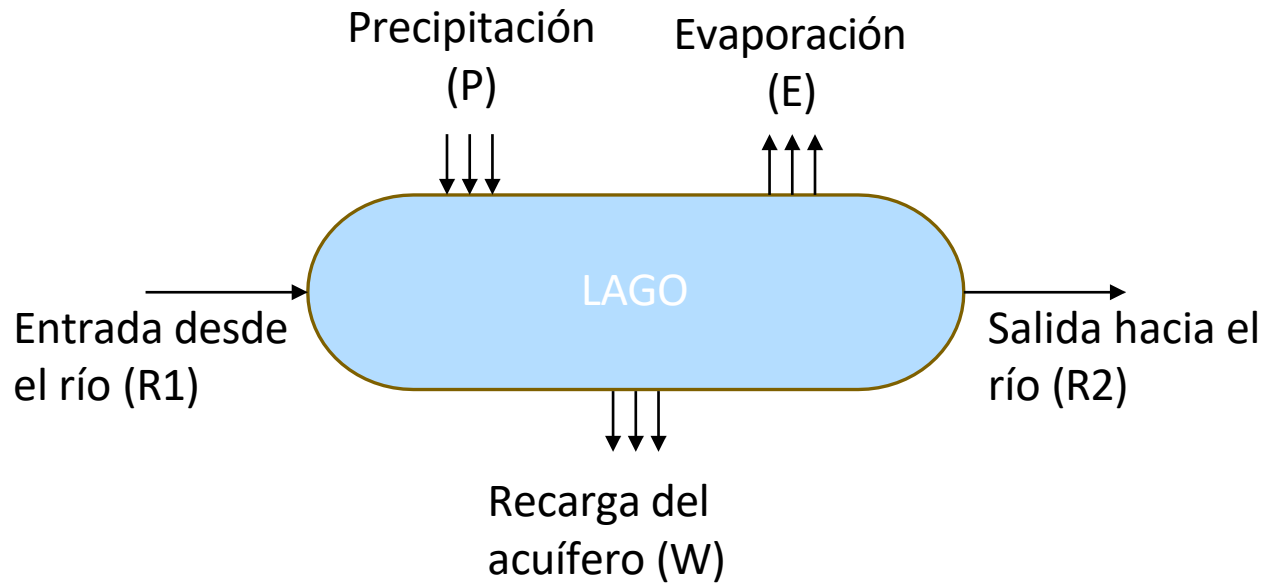 Precipitación
(P)
Evaporación
(E)
LAGO
Entrada desde
el río (R1)
Salida hacia el
río (R2)
Recarga del
acuífero (W)